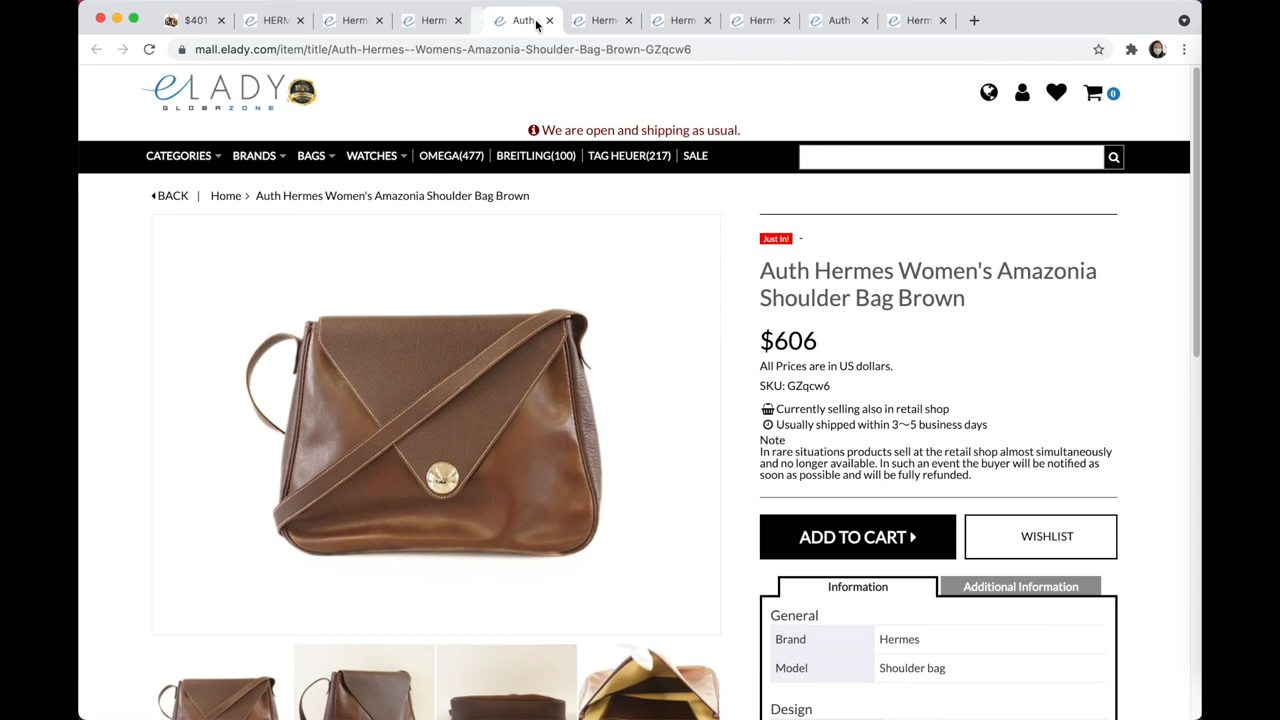 $401
HERM
Herm
Herm
Auth
Herm
Herm
Herm
Auth
Herm
mall.elady.com/item/title/Auth-Hermes--Womens-Amazonia-Shoulder-Bag-Brown-GZqcw6
eLADY
GLOBAZONE
0
We are open and shipping as usual.
CATEGORIES BRANDS BAGS WATCHES OMEGA(477) BREITLING(100) TAG HEUER(217) SALE
BACK | Home > Auth Hermes Women's Amazonia Shoulder Bag Brown
Just In! -
Auth Hermes Women's Amazonia
Shoulder Bag Brown
$606
All Prices are in US dollars.
SKU: GZqcw6
Currently selling also in retail shop
Usually shipped within 3～5 business days
Note
In rare situations products sell at the retail shop almost simultaneously
and no longer available. In such an event the buyer will be notified as
soon as possible and will be fully refunded.
ADD TO CART
WISHLIST
Information
Additional Information
General
Brand Hermes
Model Shoulder bag
Design